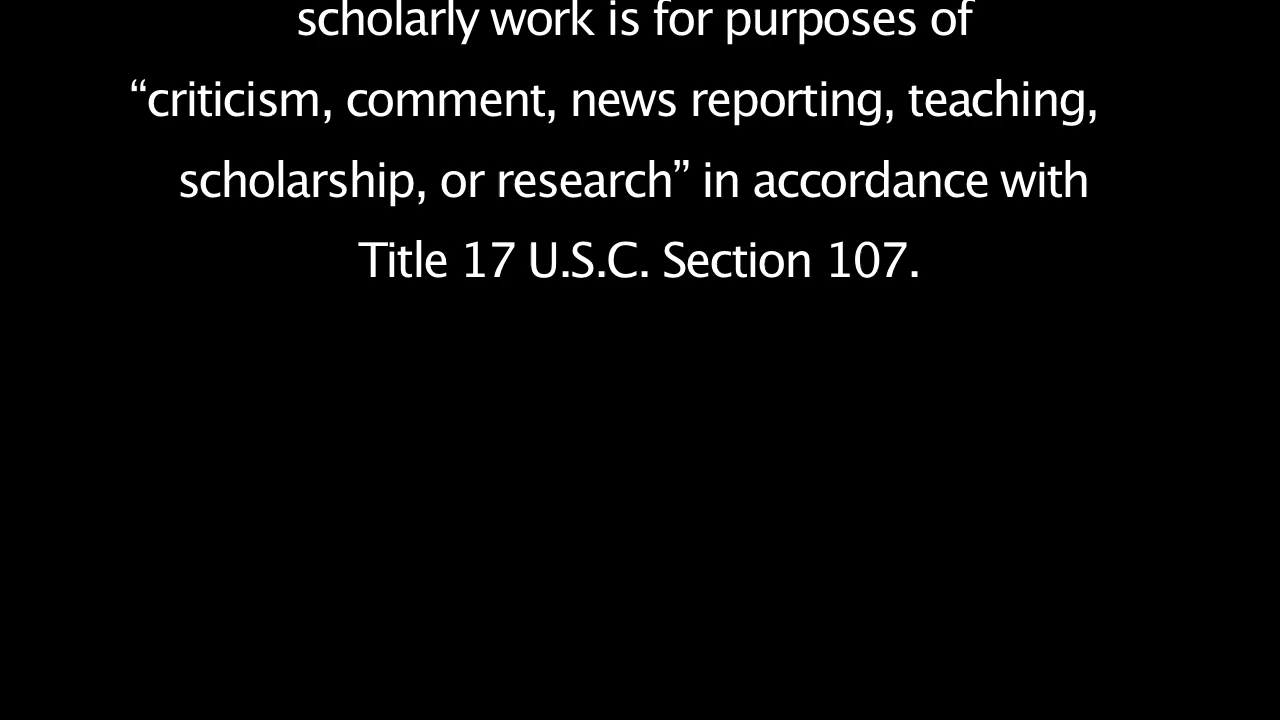 scholarly work is for purposes of
“criticism, comment, news reporting, teaching,
scholarship, or research” in accordance with
Title 17 U.S.C. Section 107.